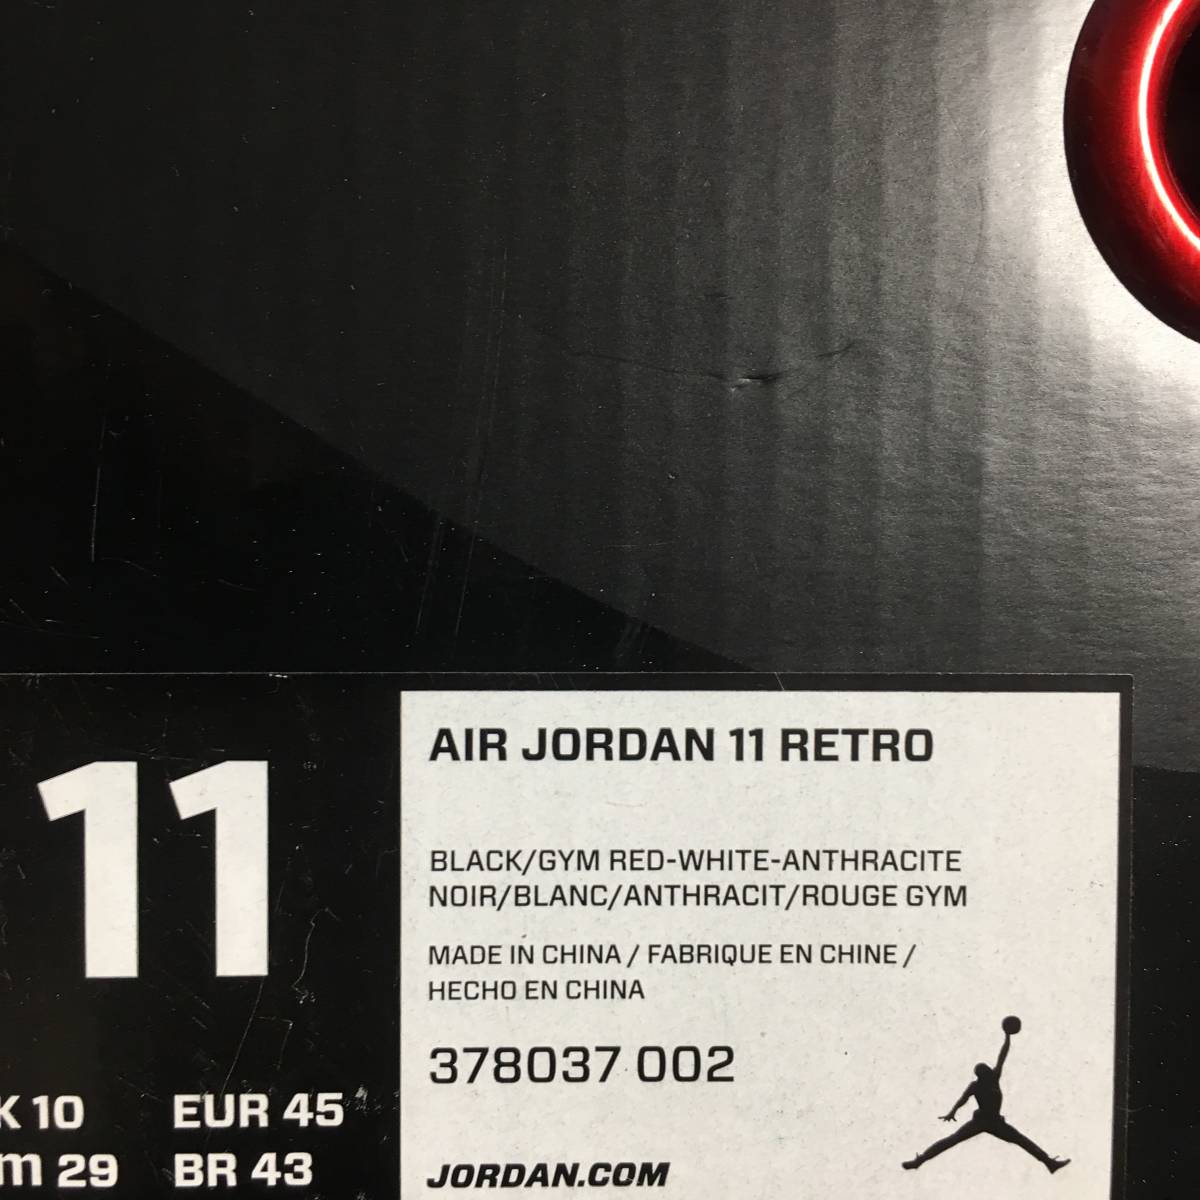 11
K 10 EUR 45
m 29 BR 43
AIR JORDAN 11 RETRO
BLACK/GYM RED-WHITE-ANTHRACITE
NOIR/BLANC/ANTHRACIT/ROUGE GYM
MADE IN CHINA / FABRIQUE EN CHINE /
HECHO EN CHINA
378037 002
JORDAN.COM